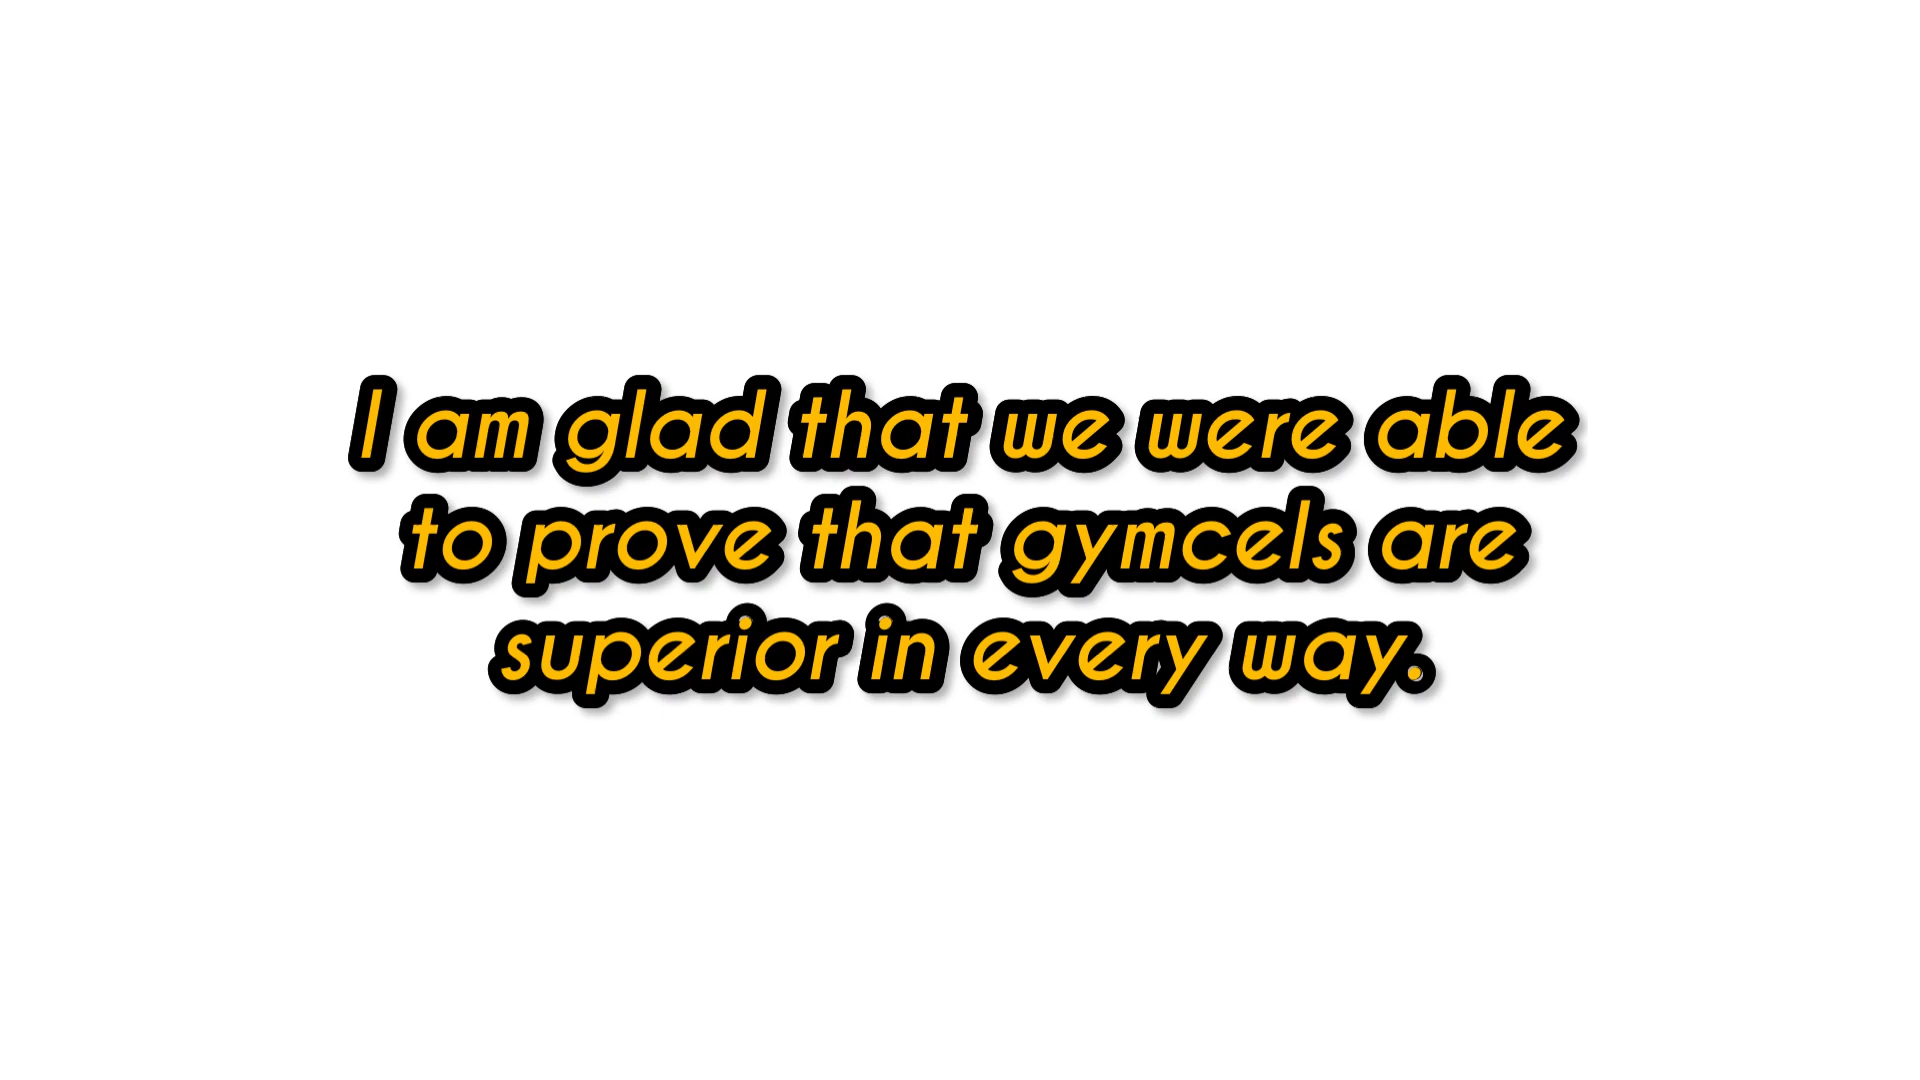 I am glad that we were able
to prove that gymcels are
superior in every way.